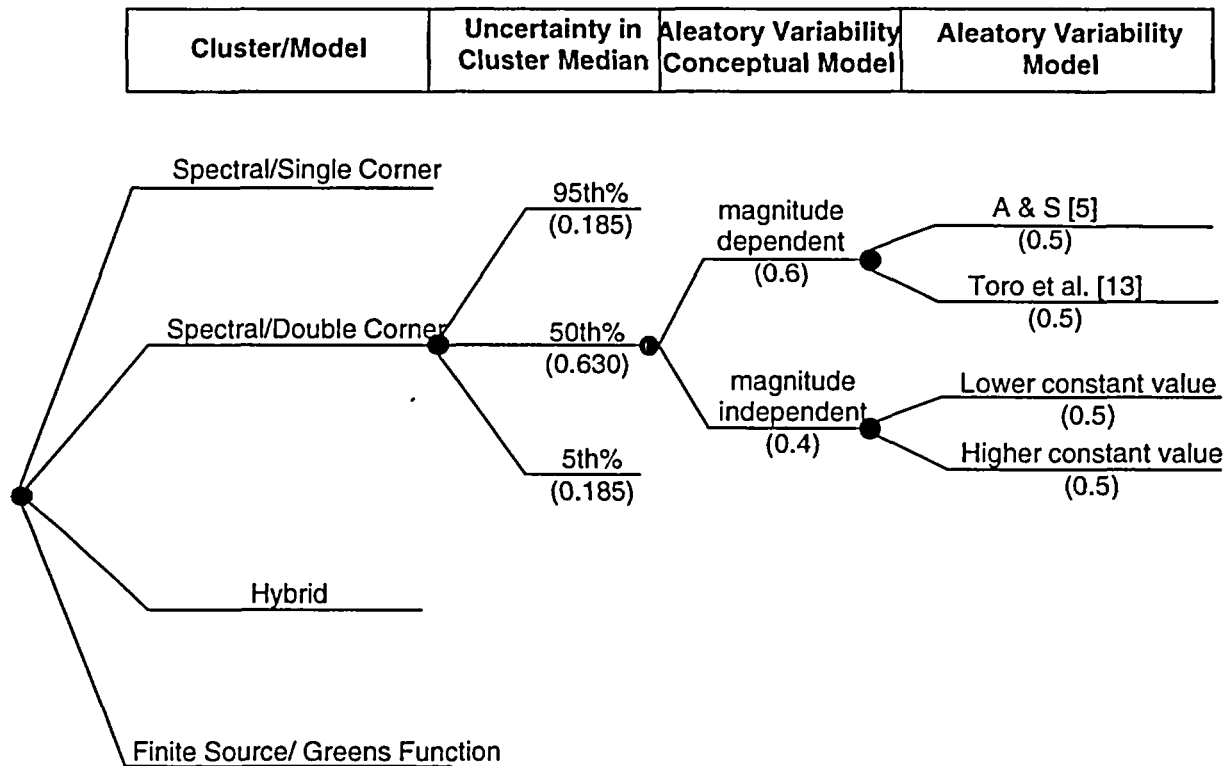 Cluster/Model
Uncertainty in
Cluster Median
Aleatory Variability
Conceptual Model
Aleatory Variability
Model
Spectral/Single Corner
95th%
(0.185)
magnitude
dependent
(0.6)
A & S [5]
(0.5)
Toro et al. [13]
(0.5)
Spectral/Double Corner
50th%
(0.630)
magnitude
independent
(0.4)
Lower constant value
(0.5)
Higher constant value
(0.5)
5th%
(0.185)
Hybrid
Finite Source/ Greens Function